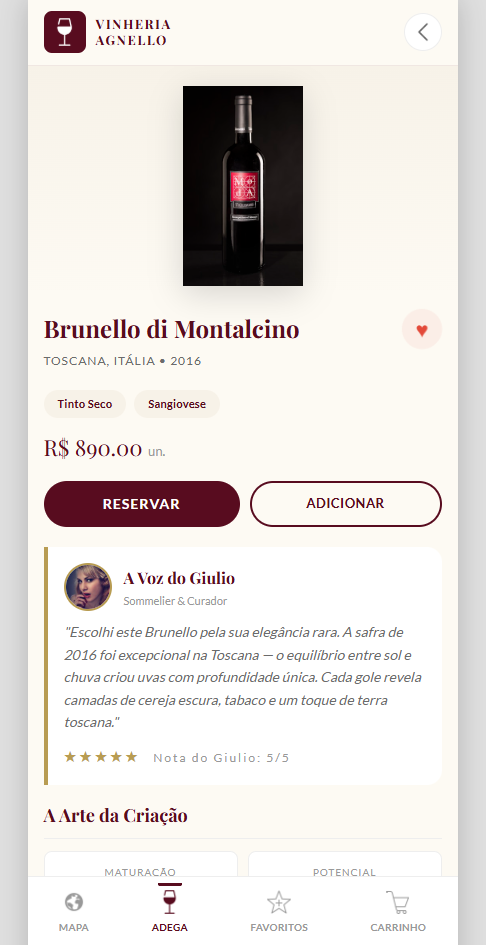 VINHERIA
AGNELLO
Mo
dA
Brunello di Montalcino
TOSCANA, ITÁLIA • 2016
Tinto Seco
Sangiovese
R$ 890.00 un.
RESERVAR
ADICIONAR
A Voz do Giulio
Sommelier & Curador
"Escolhi este Brunello pela sua elegância rara. A safra de
2016 foi excepcional na Toscana — o equilíbrio entre sol e
chuva criou uvas com profundidade única. Cada gole revela
camadas de cereja escura, tabaco e um toque de terra
toscana."
★★★★★ Nota do Giulio: 5/5
A Arte da Criação
MATURAÇÃO
POTENCIAL
MAPA
ADEGA
FAVORITOS
CARRINHO